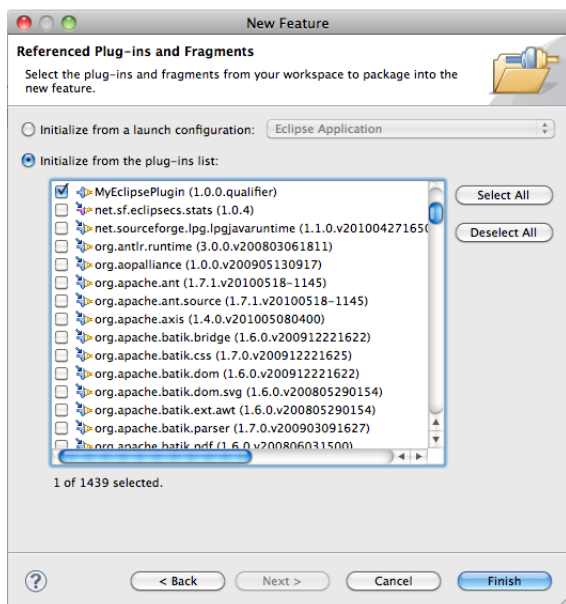 New Feature
Referenced Plug-ins and Fragments
Select the plug-ins and fragments from your workspace to package into the
new feature.
Initialize from a launch configuration: Eclipse Application
Initialize from the plug-ins list:
MyEclipsePlugin (1.0.0.qualifier)
Select All
net.sf.eclipsecs.stats (1.0.4)
net.sourceforge.lpg.lpgjavaruntime (1.1.0.v20100427165
Deselect All
org.antlr.runtime (3.0.0.v200803061811)
org.aopalliance (1.0.0.v200905130917)
org.apache.ant (1.7.1.v20100518-1145)
org.apache.ant.source (1.7.1.v20100518-1145)
org.apache.axis (1.4.0.v201005080400)
org.apache.batik.bridge (1.6.0.v200912221622)
org.apache.batik.css (1.7.0.v200912221625)
org.apache.batik.dom (1.6.0.v200912221622)
org.apache.batik.dom.svg (1.6.0.v200805290154)
org.apache.batik.ext.awt (1.6.0.v200805290154)
org.apache.batik.parser (1.7.0.v200903091627)
org.apache.batik.pdf (1.6.0.v200806031500)
1 of 1439 selected.
? < Back Next > Cancel Finish